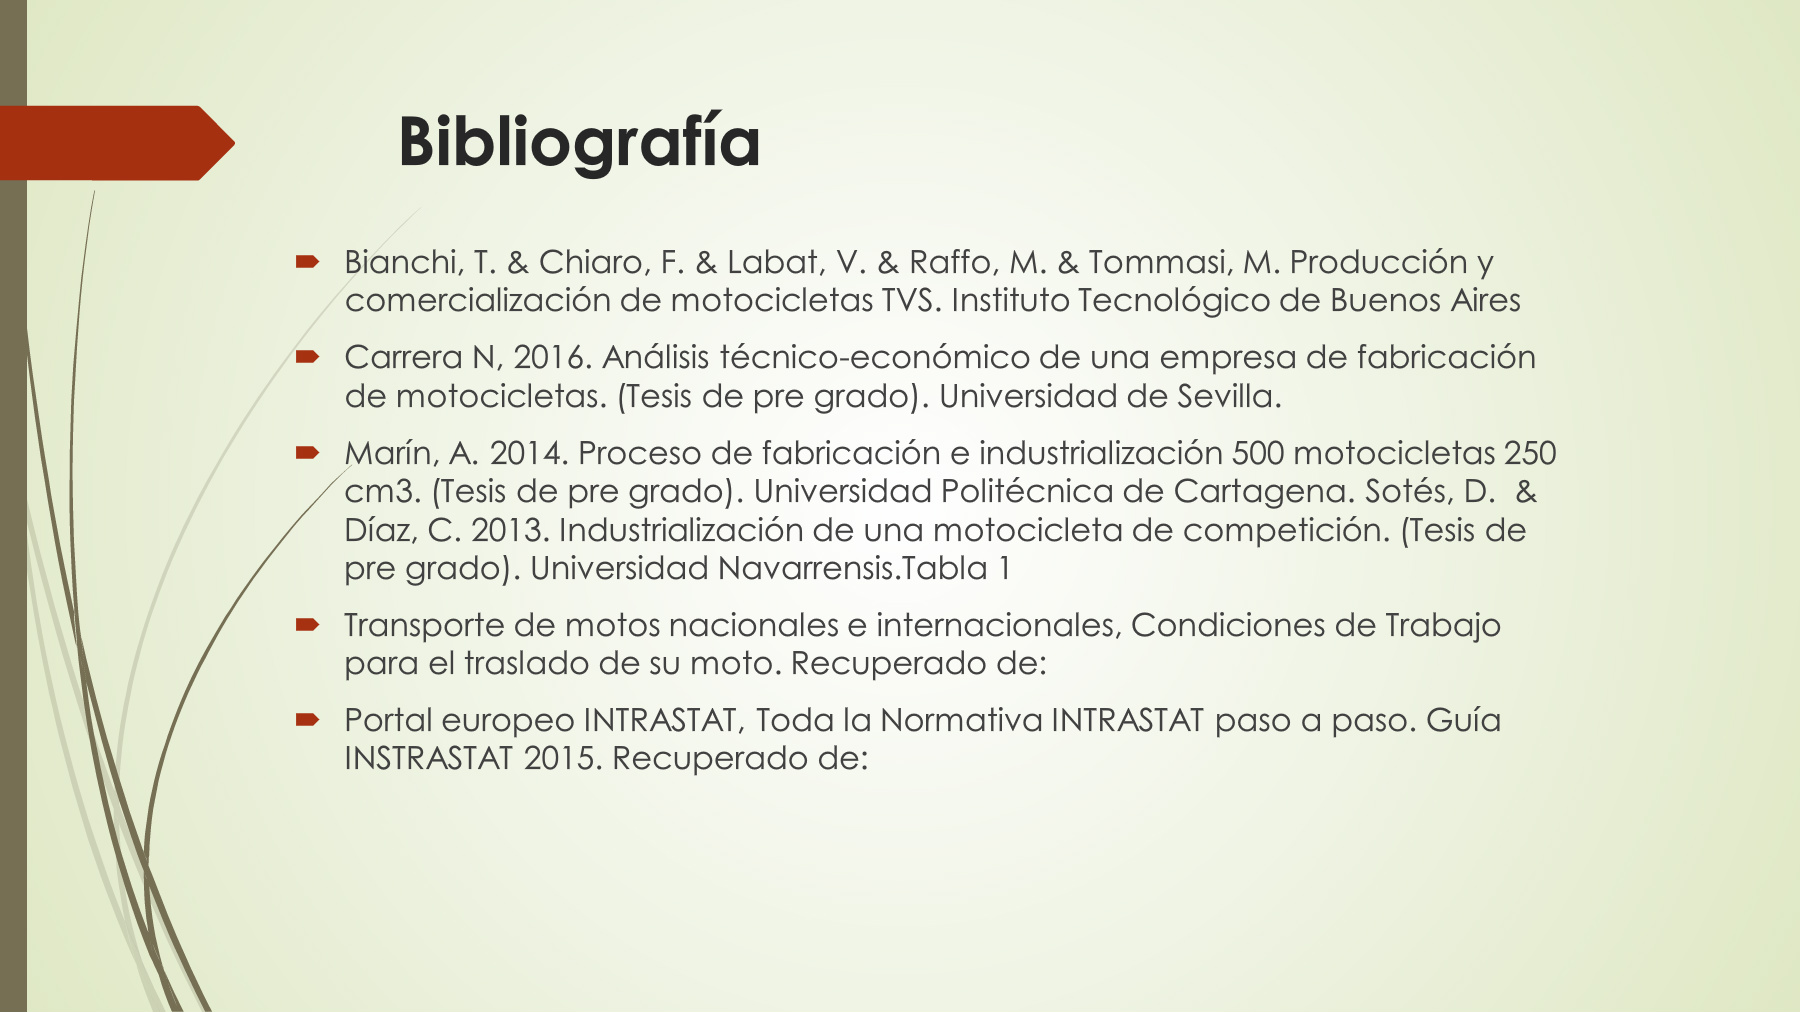 Bibliografía
Bianchi, T. & Chiaro, F. & Labat, V. & Raffo, M. & Tommasi, M. Producción y
comercialización de motocicletas TVS. Instituto Tecnológico de Buenos Aires
Carrera N, 2016. Análisis técnico-económico de una empresa de fabricación
de motocicletas. (Tesis de pre grado). Universidad de Sevilla.
Marín, A. 2014. Proceso de fabricación e industrialización 500 motocicletas 250
cm3. (Tesis de pre grado). Universidad Politécnica de Cartagena. Sotés, D.  &
Díaz, C. 2013. Industrialización de una motocicleta de competición. (Tesis de
pre grado). Universidad Navarrensis.Tabla 1
Transporte de motos nacionales e internacionales, Condiciones de Trabajo
para el traslado de su moto. Recuperado de:
Portal europeo INTRASTAT, Toda la Normativa INTRASTAT paso a paso. Guía
INSTRASTAT 2015. Recuperado de: